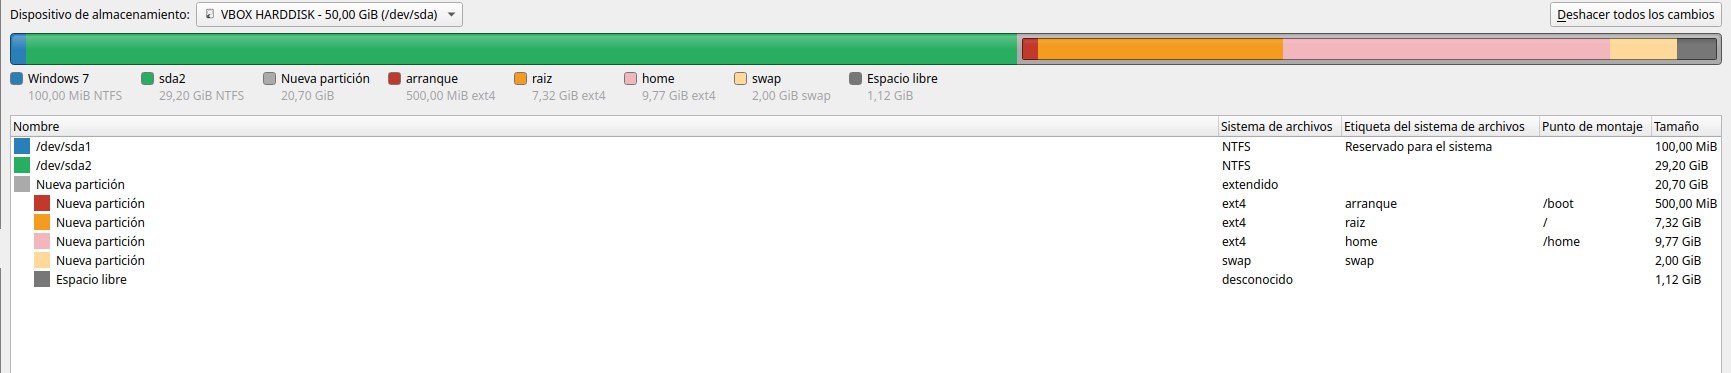 Dispositivo de almacenamiento: VBOX HARDDISK - 50,00 GiB (/dev/sda) Deshacer todos los cambios
Windows 7 sda2 Nueva partición arranque raiz home swap Espacio libre
100,00 MiB NTFS 29,20 GiB NTFS 20,70 GiB 500,00 MiB ext4 7,32 GiB ext4 9,77 GiB ext4 2,00 GiB swap 1,12 GiB
Nombre Sistema de archivos Etiqueta del sistema de archivos Punto de montaje Tamaño
/dev/sda1 NTFS Reservado para el sistema 100,00 MiB
/dev/sda2 NTFS 29,20 GiB
Nueva partición extendido 20,70 GiB
Nueva partición ext4 arranque /boot 500,00 MiB
Nueva partición ext4 raiz / 7,32 GiB
Nueva partición ext4 home /home 9,77 GiB
Nueva partición swap swap 2,00 GiB
Espacio libre desconocido 1,12 GiB